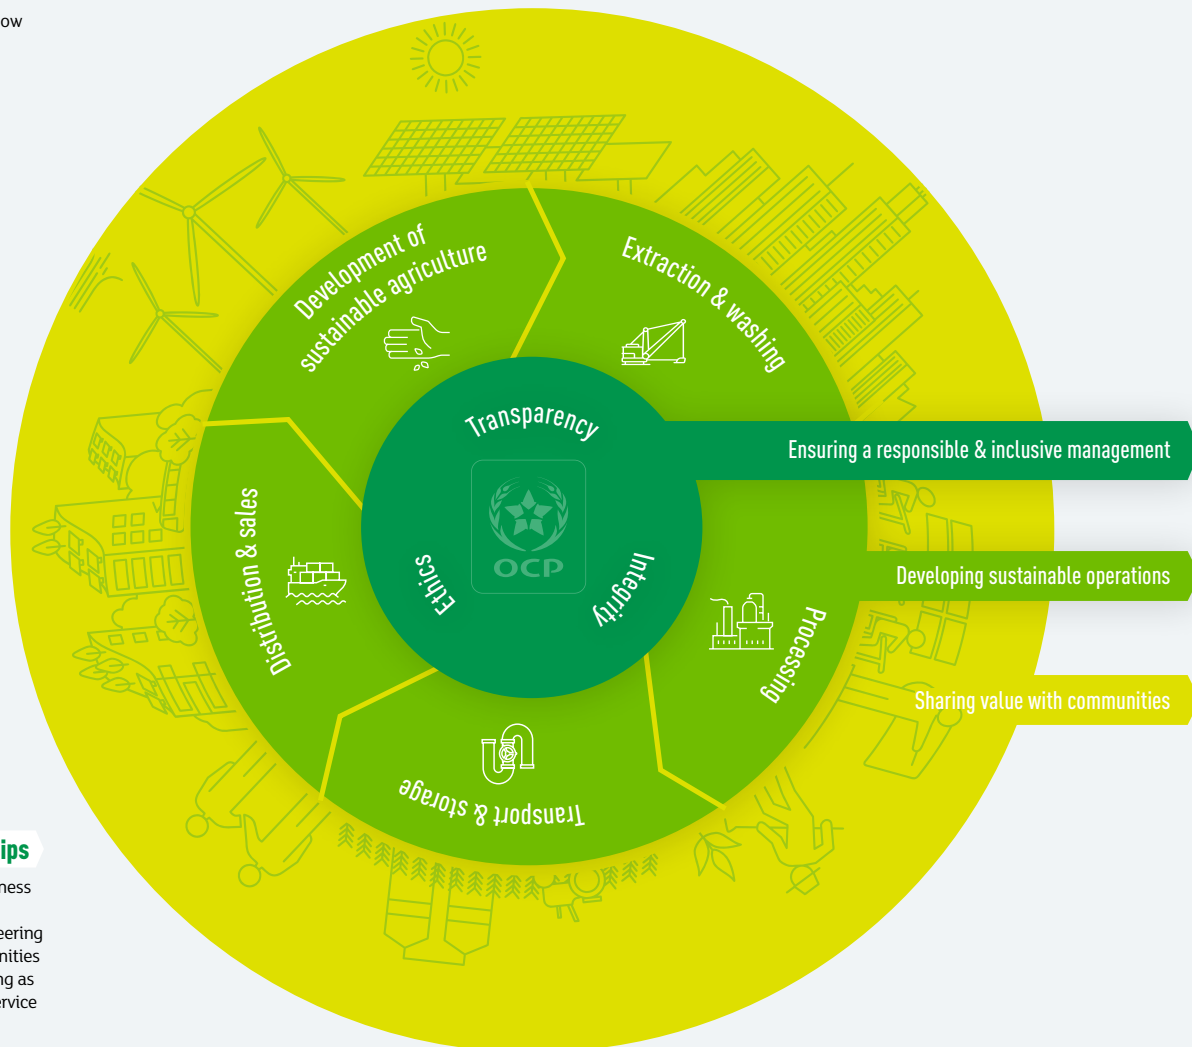 ow
Development of
sustainable agriculture
Extraction & washing
Transparency
Ensuring a responsible & inclusive management
Distribution & sales
OCP
Ethics
Integrity
Developing sustainable operations
Processing
Sharing value with communities
Transport & storage
ips
ness
eering
nities
ng as
ervice